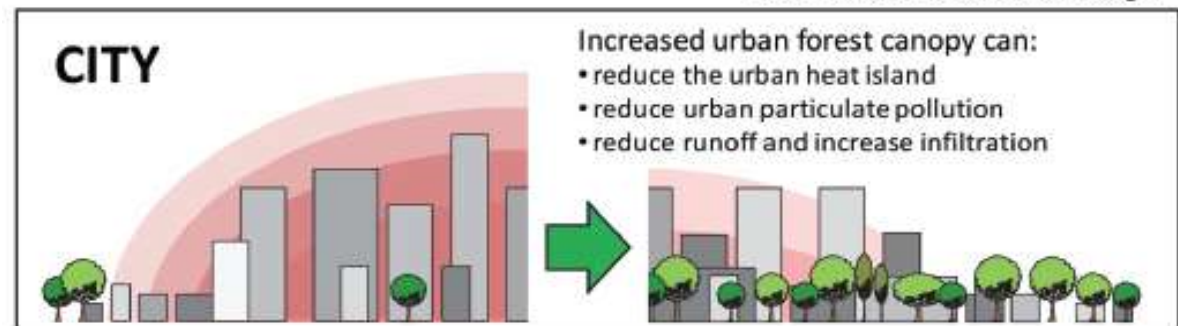 CITY
Increased urban forest canopy can:
• reduce the urban heat island
• reduce urban particulate pollution
• reduce runoff and increase infiltration